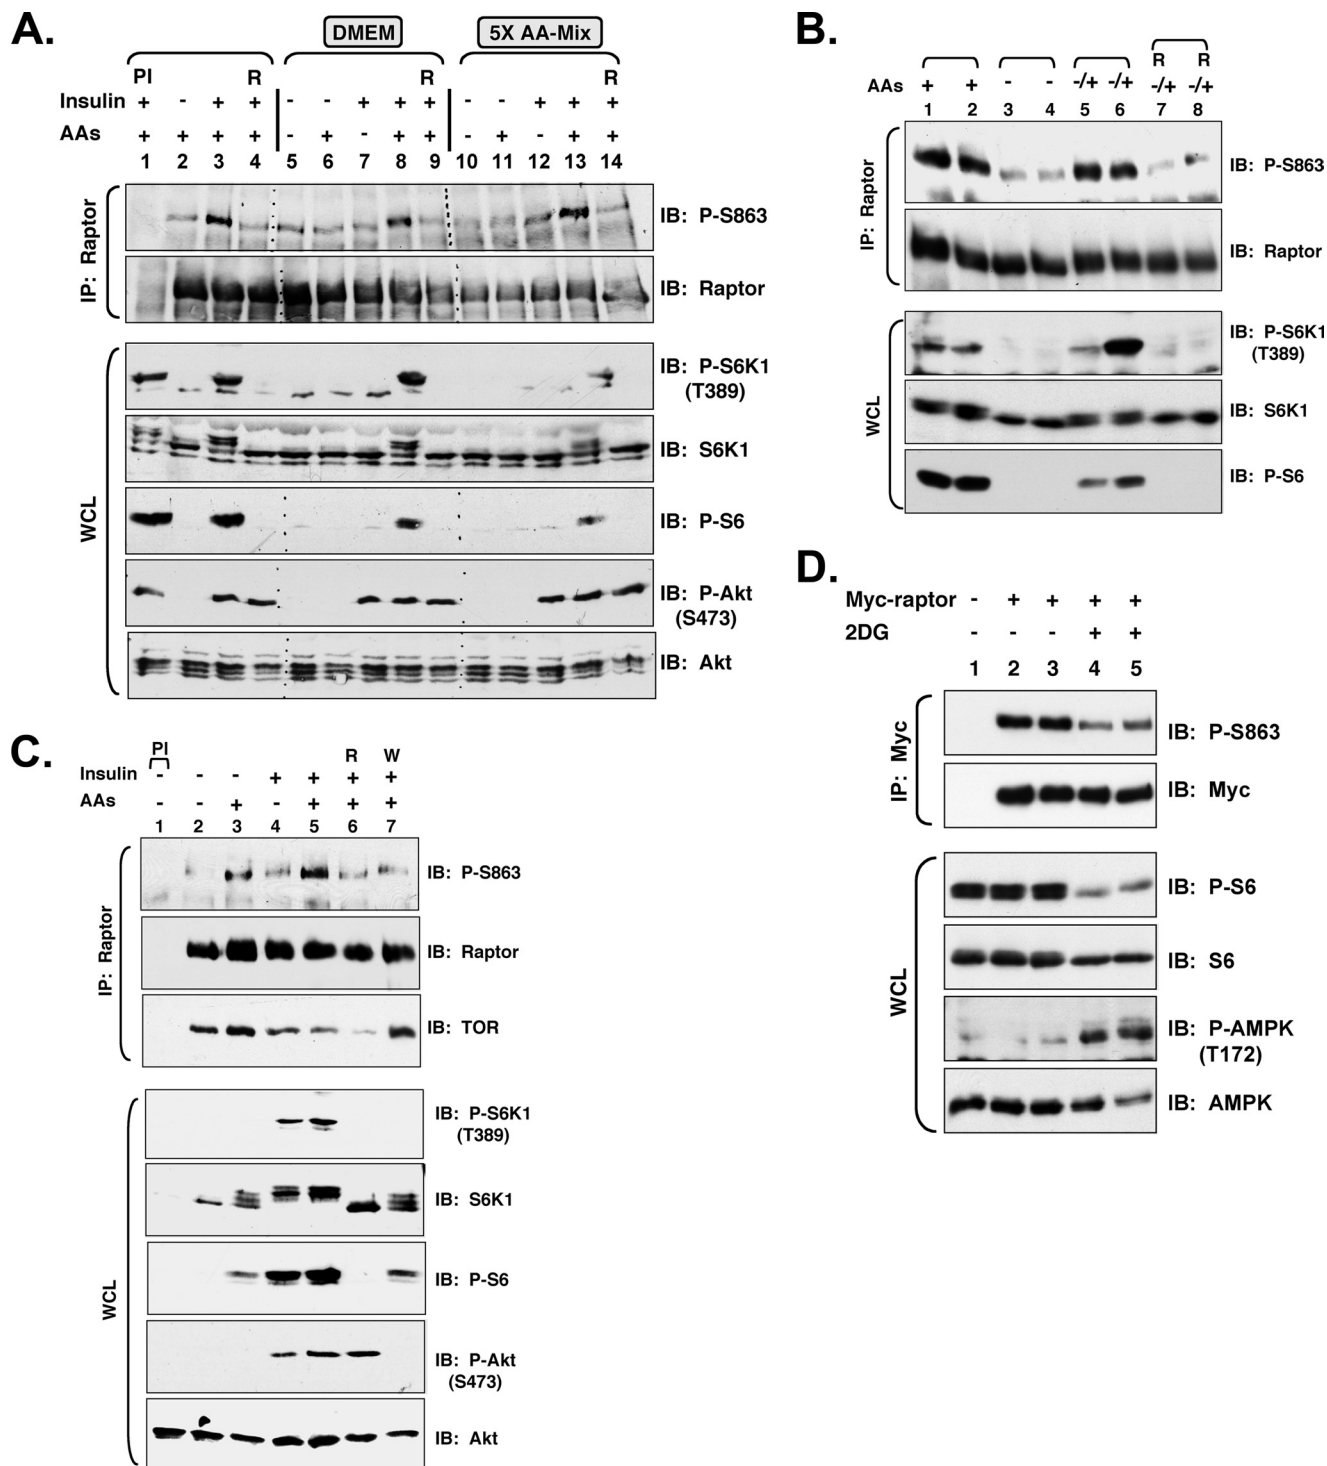 A.
DMEM
5X AA-Mix
PI R R R
Insulin + - + + - - + + + - - + + +
AAs + + + + - + - + + - + - + +
1 2 3 4 5 6 7 8 9 10 11 12 13 14
IP: Raptor
IB: P-S863
IB: Raptor
WCL
IB: P-S6K1
(T389)
IB: S6K1
IB: P-S6
IB: P-Akt
(S473)
IB: Akt
B.
R R
AAs + + - - -/+ -/+ -/+ -/+
1 2 3 4 5 6 7 8
IP: Raptor
IB: P-S863
IB: Raptor
WCL
IB: P-S6K1
(T389)
IB: S6K1
IB: P-S6
C.
PI R W
Insulin - - - + + + +
AAs - - + - + + +
1 2 3 4 5 6 7
IP: Raptor
IB: P-S863
IB: Raptor
IB: TOR
WCL
IB: P-S6K1
(T389)
IB: S6K1
IB: P-S6
IB: P-Akt
(S473)
IB: Akt
D.
Myc-raptor - + + + +
2DG - - - + +
1 2 3 4 5
IP: Myc
IB: P-S863
IB: Myc
WCL
IB: P-S6
IB: S6
IB: P-AMPK
(T172)
IB: AMPK